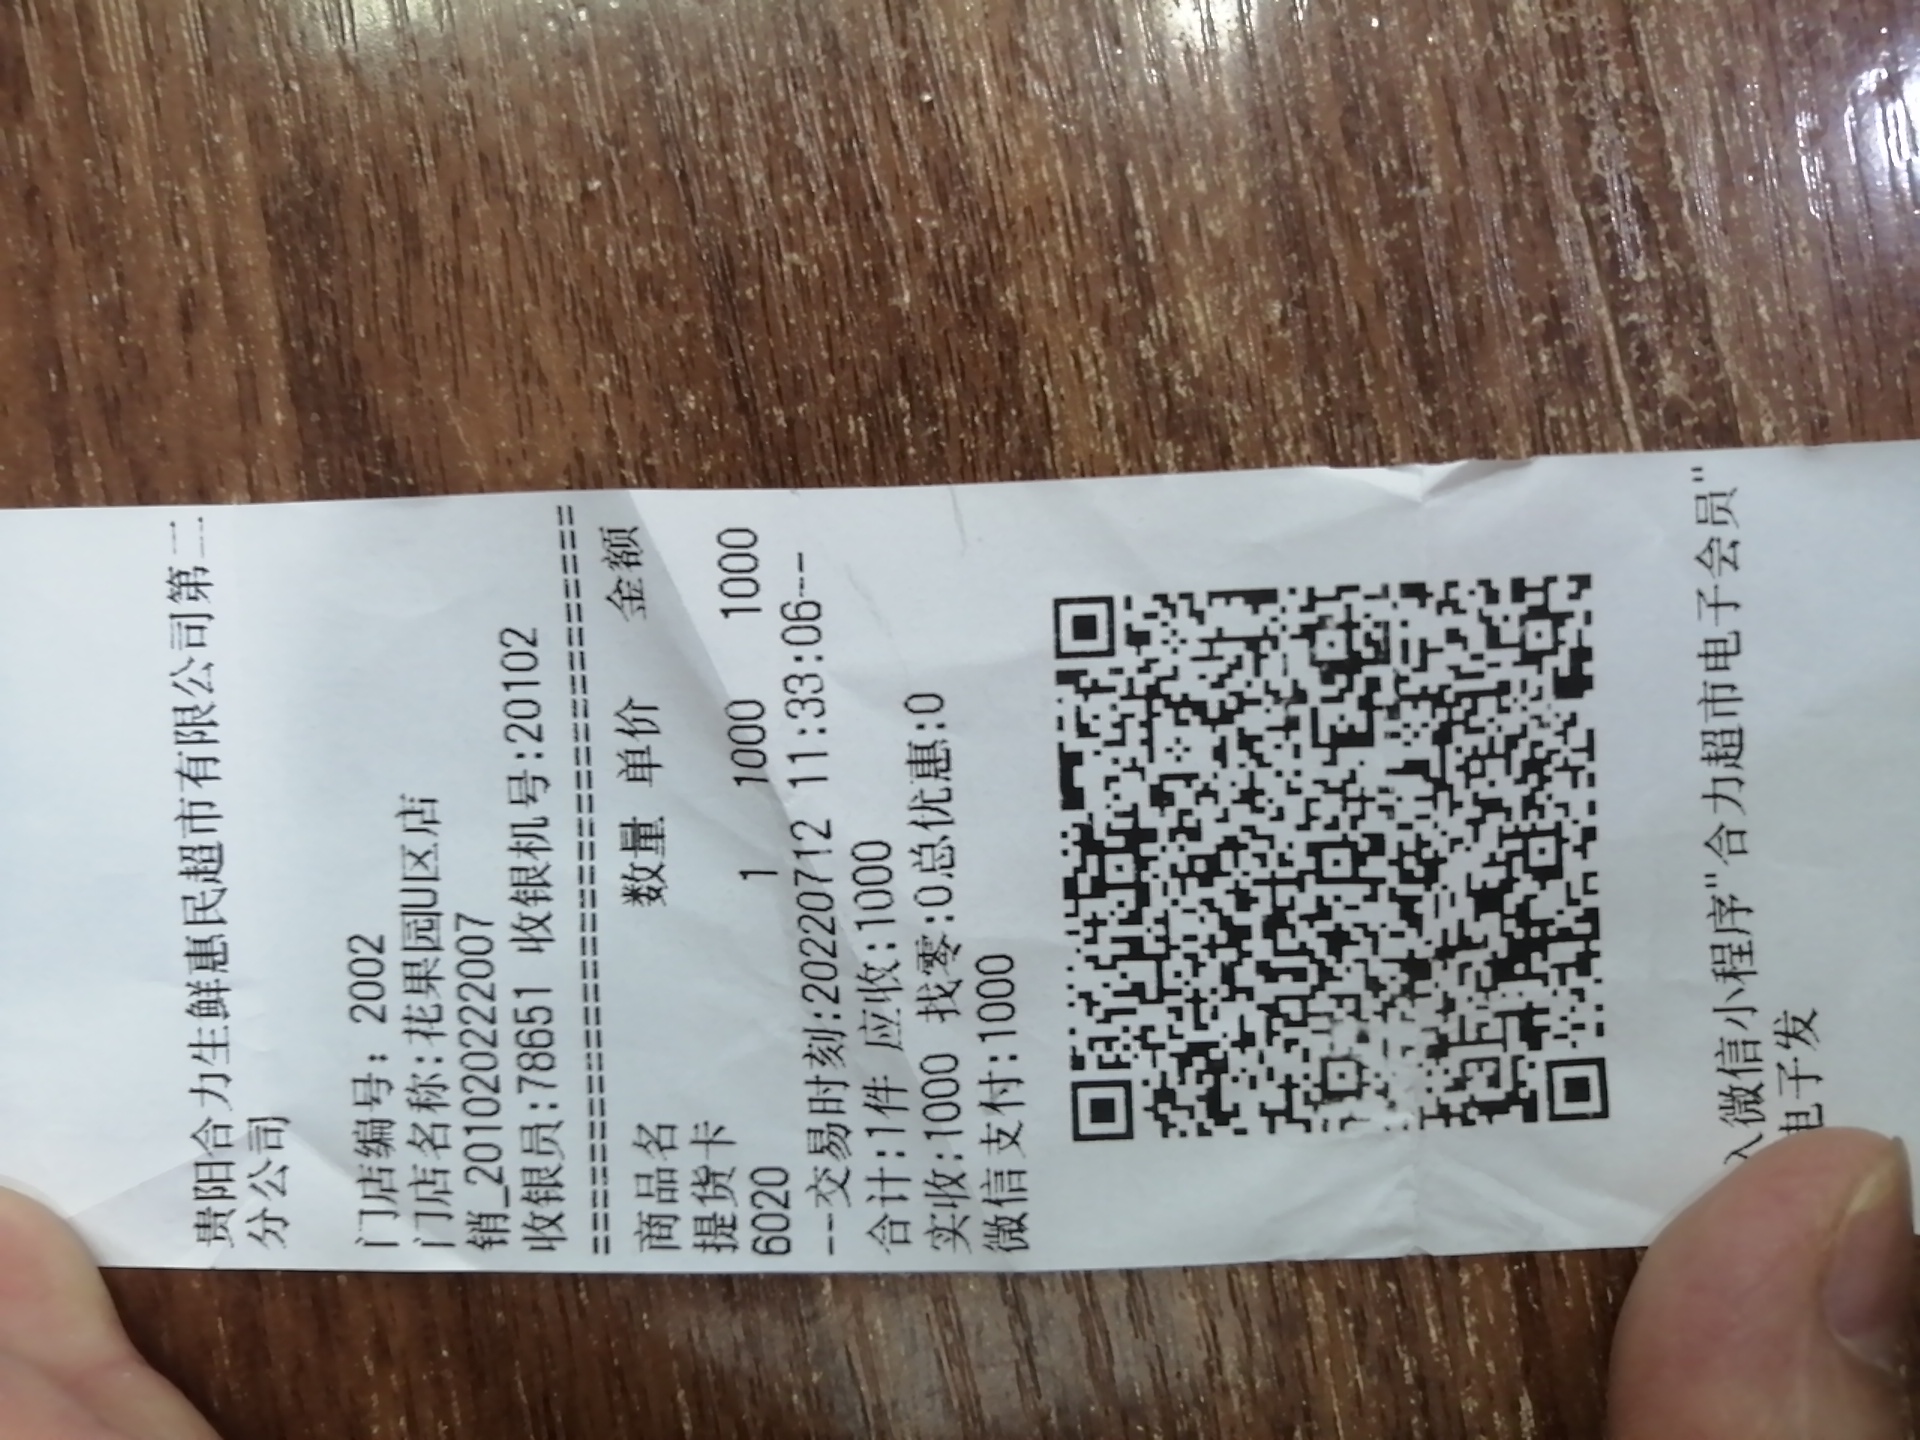 贵阳合力生鲜惠民超市有限公司第二
分公司
门店编号: 2002
门店名称:花果园U区店
销_201020222007
收银员:78651 收银机号:20102
========================================
商品名 数量 单价 金额
提货卡
6020 1 1000 1000
--交易时刻:20220712 11:33:06--
合计:1件 应收:1000
实收:1000 找零:0总优惠:0
微信支付:1000
入微信小程序"合力超市电子会员"
电子发